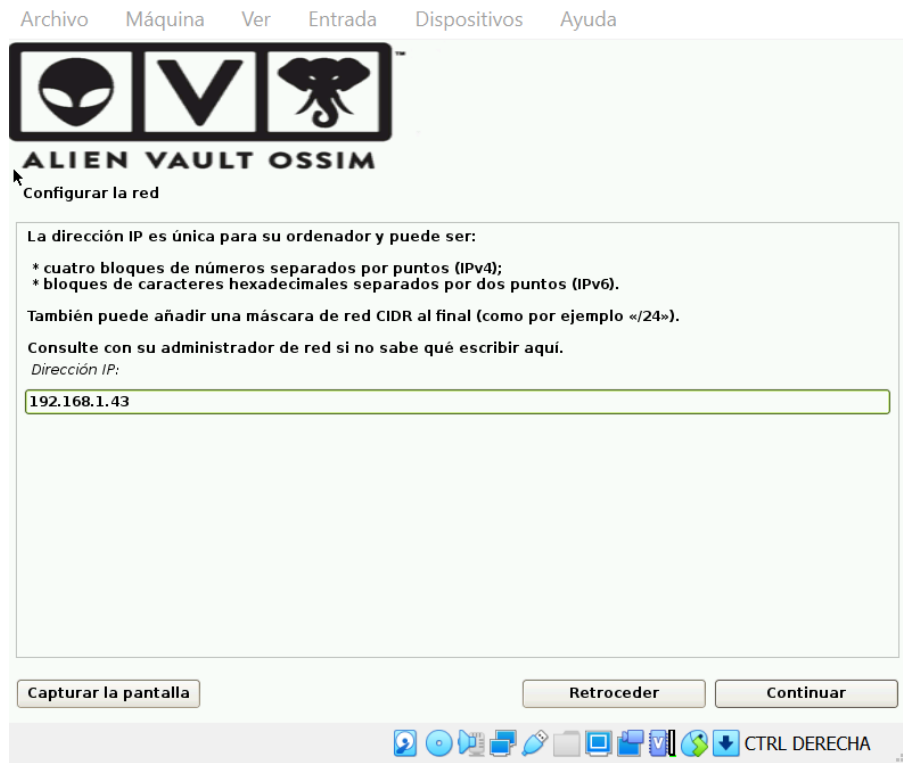 Archivo Máquina Ver Entrada Dispositivos Ayuda
V ™
ALIEN VAULT OSSIM
Configurar la red
La dirección IP es única para su ordenador y puede ser:
* cuatro bloques de números separados por puntos (IPv4);
* bloques de caracteres hexadecimales separados por dos puntos (IPv6).
También puede añadir una máscara de red CIDR al final (como por ejemplo «/24»).
Consulte con su administrador de red si no sabe qué escribir aquí.
Dirección IP:
192.168.1.43
Capturar la pantalla Retroceder Continuar
CTRL DERECHA